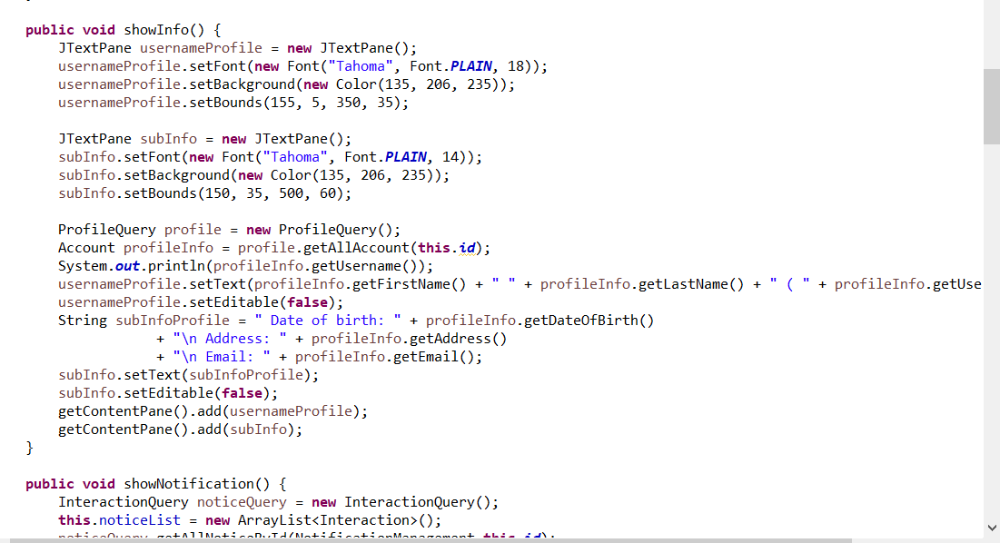 public void showInfo() {
JTextPane usernameProfile = new JTextPane();
usernameProfile.setFont(new Font("Tahoma", Font.PLAIN, 18));
usernameProfile.setBackground(new Color(135, 206, 235));
usernameProfile.setBounds(155, 5, 350, 35);
JTextPane subInfo = new JTextPane();
subInfo.setFont(new Font("Tahoma", Font.PLAIN, 14));
subInfo.setBackground(new Color(135, 206, 235));
subInfo.setBounds(150, 35, 500, 60);
ProfileQuery profile = new ProfileQuery();
Account profileInfo = profile.getAllAccount(this.id);
System.out.println(profileInfo.getUsername());
usernameProfile.setText(profileInfo.getFirstName() + " " + profileInfo.getLastName() + " ( " + profileInfo.getUse
usernameProfile.setEditable(false);
String subInfoProfile = " Date of birth: " + profileInfo.getDateOfBirth()
+ "\n Address: " + profileInfo.getAddress()
+ "\n Email: " + profileInfo.getEmail();
subInfo.setText(subInfoProfile);
subInfo.setEditable(false);
getContentPane().add(usernameProfile);
getContentPane().add(subInfo);
}
public void showNotification() {
InteractionQuery noticeQuery = new InteractionQuery();
this.noticeList = new ArrayList<Interaction>();
noticeQuery.getAllNoticeById(NotificationManagement.this.id);